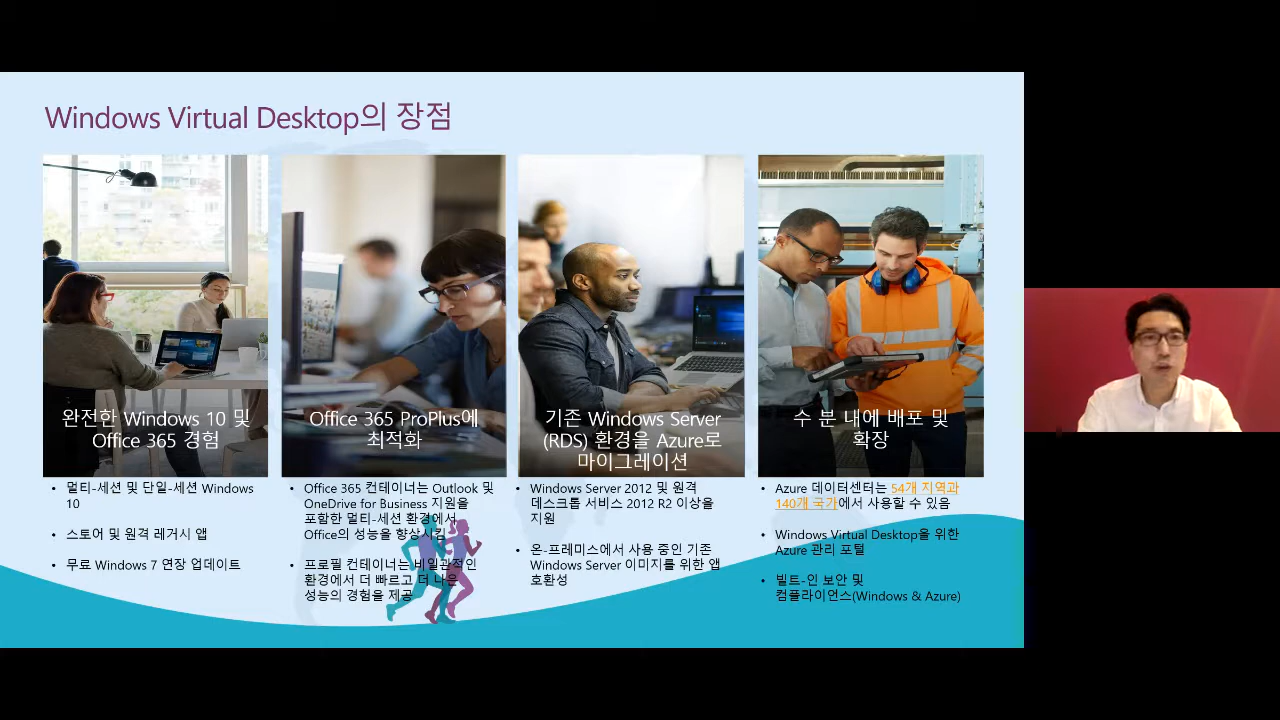 Windows Virtual Desktop의 장점
완전한 Windows 10 및
Office 365 경험
• 멀티-세션 및 단일-세션 Windows
10
• 스토어 및 원격 레거시 앱
• 무료 Windows 7 연장 업데이트
Office 365 ProPlus에
최적화
• Office 365 컨테이너는 Outlook 및
OneDrive for Business 지원을
포함한 멀티-세션 환경에서
Office의 성능을 향상시킴
• 프로필 컨테이너는 비일관적인
환경에서 더 빠르고 더 나은
성능의 경험을 제공
기존 Windows Server
(RDS) 환경을 Azure로
마이그레이션
• Windows Server 2012 및 원격
데스크톱 서비스 2012 R2 이상을
지원
• 온-프레미스에서 사용 중인 기존
Windows Server 이미지를 위한 앱
호환성
수 분 내에 배포 및
확장
• Azure 데이터센터는 54개 지역과
140개 국가에서 사용할 수 있음
• Windows Virtual Desktop을 위한
Azure 관리 포털
• 빌트-인 보안 및
컴플라이언스(Windows & Azure)